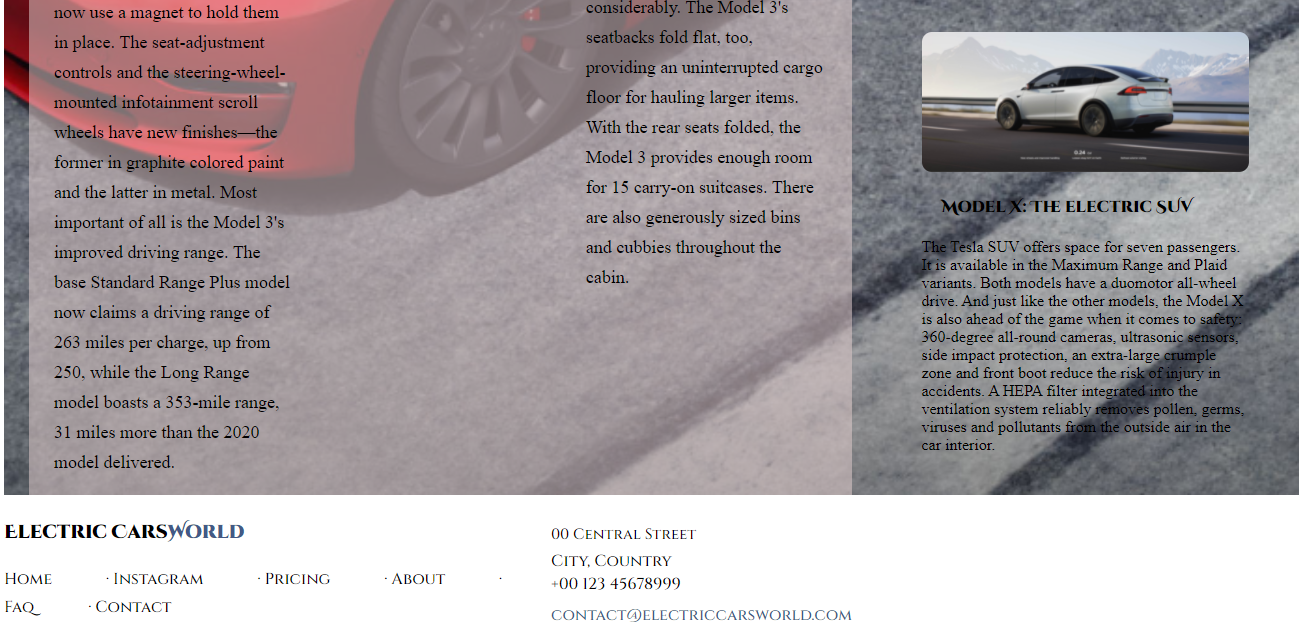 now use a magnet to hold them
in place. The seat-adjustment
controls and the steering-wheel-
mounted infotainment scroll
wheels have new finishes—the
former in graphite colored paint
and the latter in metal. Most
important of all is the Model 3's
improved driving range. The
base Standard Range Plus model
now claims a driving range of
263 miles per charge, up from
250, while the Long Range
model boasts a 353-mile range,
31 miles more than the 2020
model delivered.
considerably. The Model 3's
seatbacks fold flat, too,
providing an uninterrupted cargo
floor for hauling larger items.
With the rear seats folded, the
Model 3 provides enough room
for 15 carry-on suitcases. There
are also generously sized bins
and cubbies throughout the
cabin.
0.24
Model X: the electric SUV
The Tesla SUV offers space for seven passengers.
It is available in the Maximum Range and Plaid
variants. Both models have a duomotor all-wheel
drive. And just like the other models, the Model X
is also ahead of the game when it comes to safety:
360-degree all-round cameras, ultrasonic sensors,
side impact protection, an extra-large crumple
zone and front boot reduce the risk of injury in
accidents. A HEPA filter integrated into the
ventilation system reliably removes pollen, germs,
viruses and pollutants from the outside air in the
car interior.
Electric CarsWorld
Home · Instagram · Pricing · About ·
Faq · Contact
00 Central Street
City, Country
+00 123 45678999
contact@electriccarsworld.com